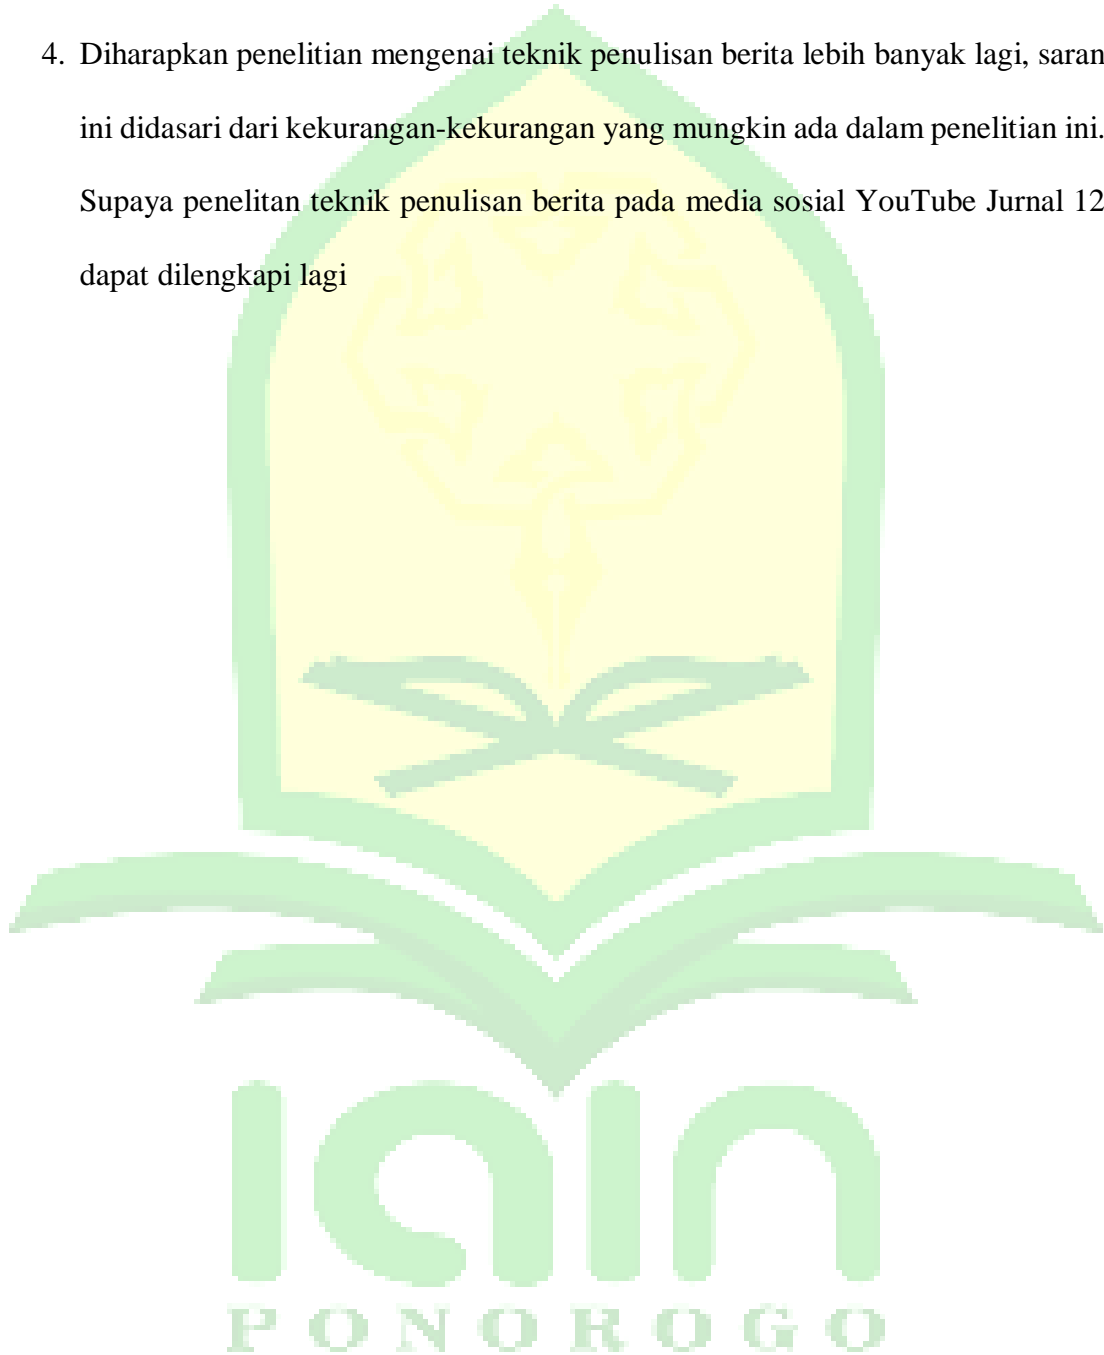 4. Diharapkan penelitian mengenai teknik penulisan berita lebih banyak lagi, saran
ini didasari dari kekurangan-kekurangan yang mungkin ada dalam penelitian ini.
Supaya penelitan teknik penulisan berita pada media sosial YouTube Jurnal 12
dapat dilengkapi lagi
iain
PONOROGO